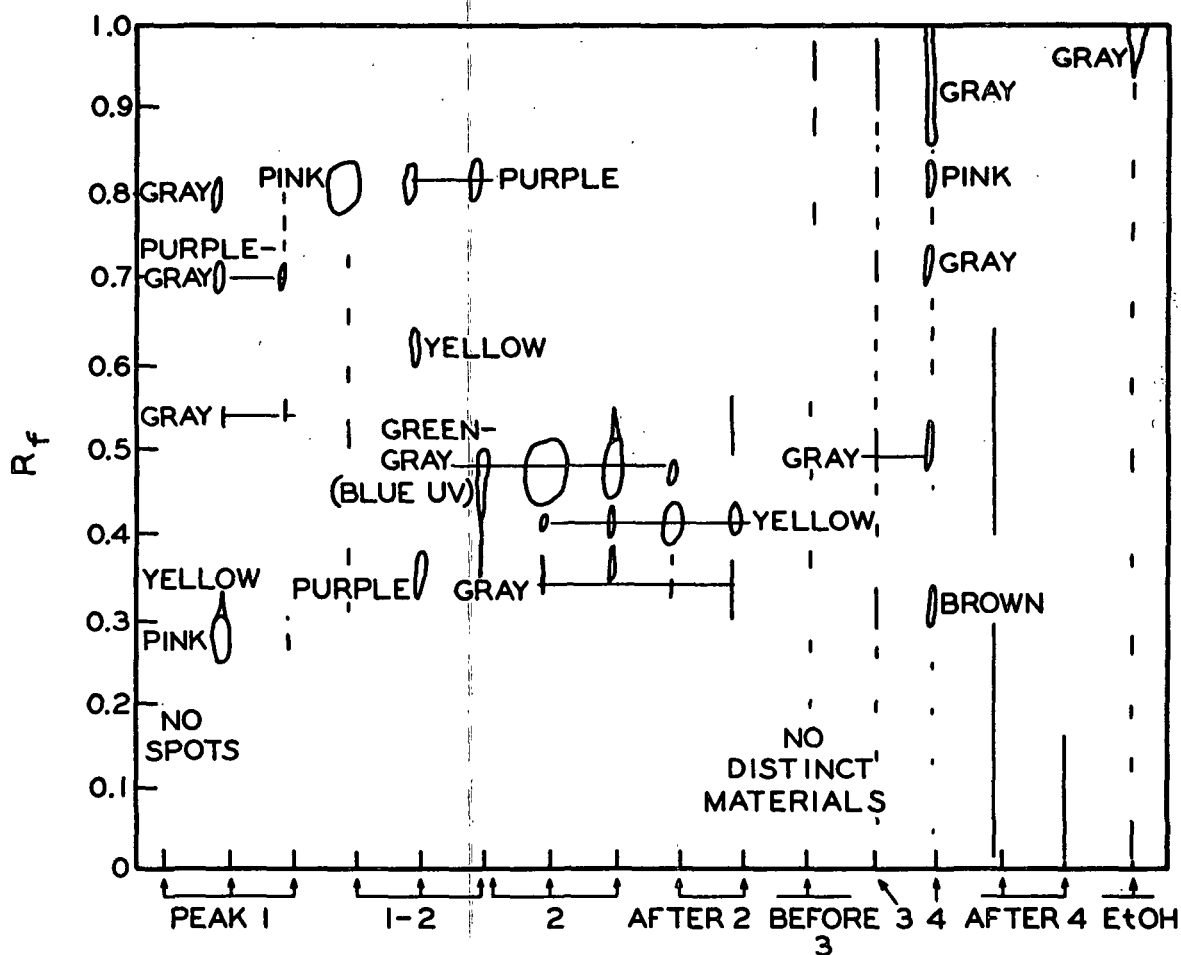 1.0
0.9
0.8
0.7
0.6
0.5
0.4
0.3
0.2
0.1
0
Rf
GRAY
PURPLE-
GRAY
GRAY
YELLOW
PINK
NO
SPOTS
PINK
PURPLE
YELLOW
GREEN-
GRAY
(BLUE UV)
PURPLE
GRAY
YELLOW
GRAY
NO
DISTINCT
MATERIALS
GRAY
PINK
GRAY
BROWN
GRAY
PEAK 1
1-2
2
AFTER 2
BEFORE
3
3
4
AFTER 4
EtOH